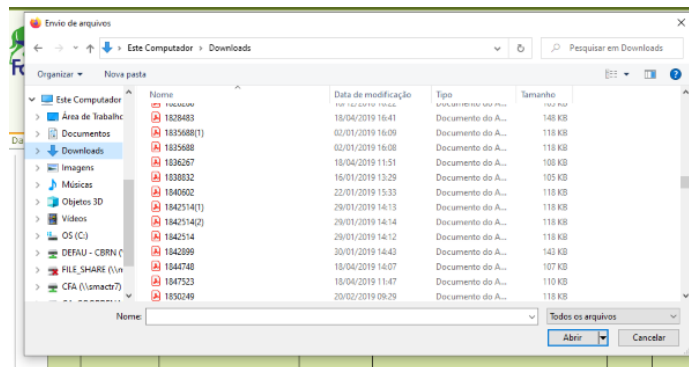 Envio de arquivos
Este Computador > Downloads
Pesquisar em Downloads
Organizar
Nova pasta
Nome Data de modificação Tipo Tamanho
Este Computador
Área de Trabalho
Documentos
Downloads
Imagens
Músicas
Objetos 3D
Vídeos
OS (C:)
DEFAU - CBRN (
FILE_SHARE (\\n
CFA (\\smactr7)
1828483 18/04/2019 16:41 Documento do A... 148 KB
1835688(1) 02/01/2019 16:09 Documento do A... 118 KB
1835688 02/01/2019 16:08 Documento do A... 118 KB
1836267 18/04/2019 11:51 Documento do A... 108 KB
1838832 16/01/2019 13:29 Documento do A... 105 KB
1840602 22/01/2019 15:33 Documento do A... 118 KB
1842514(1) 29/01/2019 14:13 Documento do A... 118 KB
1842514(2) 29/01/2019 14:14 Documento do A... 118 KB
1842514 29/01/2019 14:12 Documento do A... 118 KB
1842899 30/01/2019 14:43 Documento do A... 143 KB
1844748 18/04/2019 14:07 Documento do A... 107 KB
1847523 18/04/2019 11:47 Documento do A... 110 KB
1850249 20/02/2019 09:29 Documento do A... 118 KB
Nome:
Todos os arquivos
Abrir
Cancelar